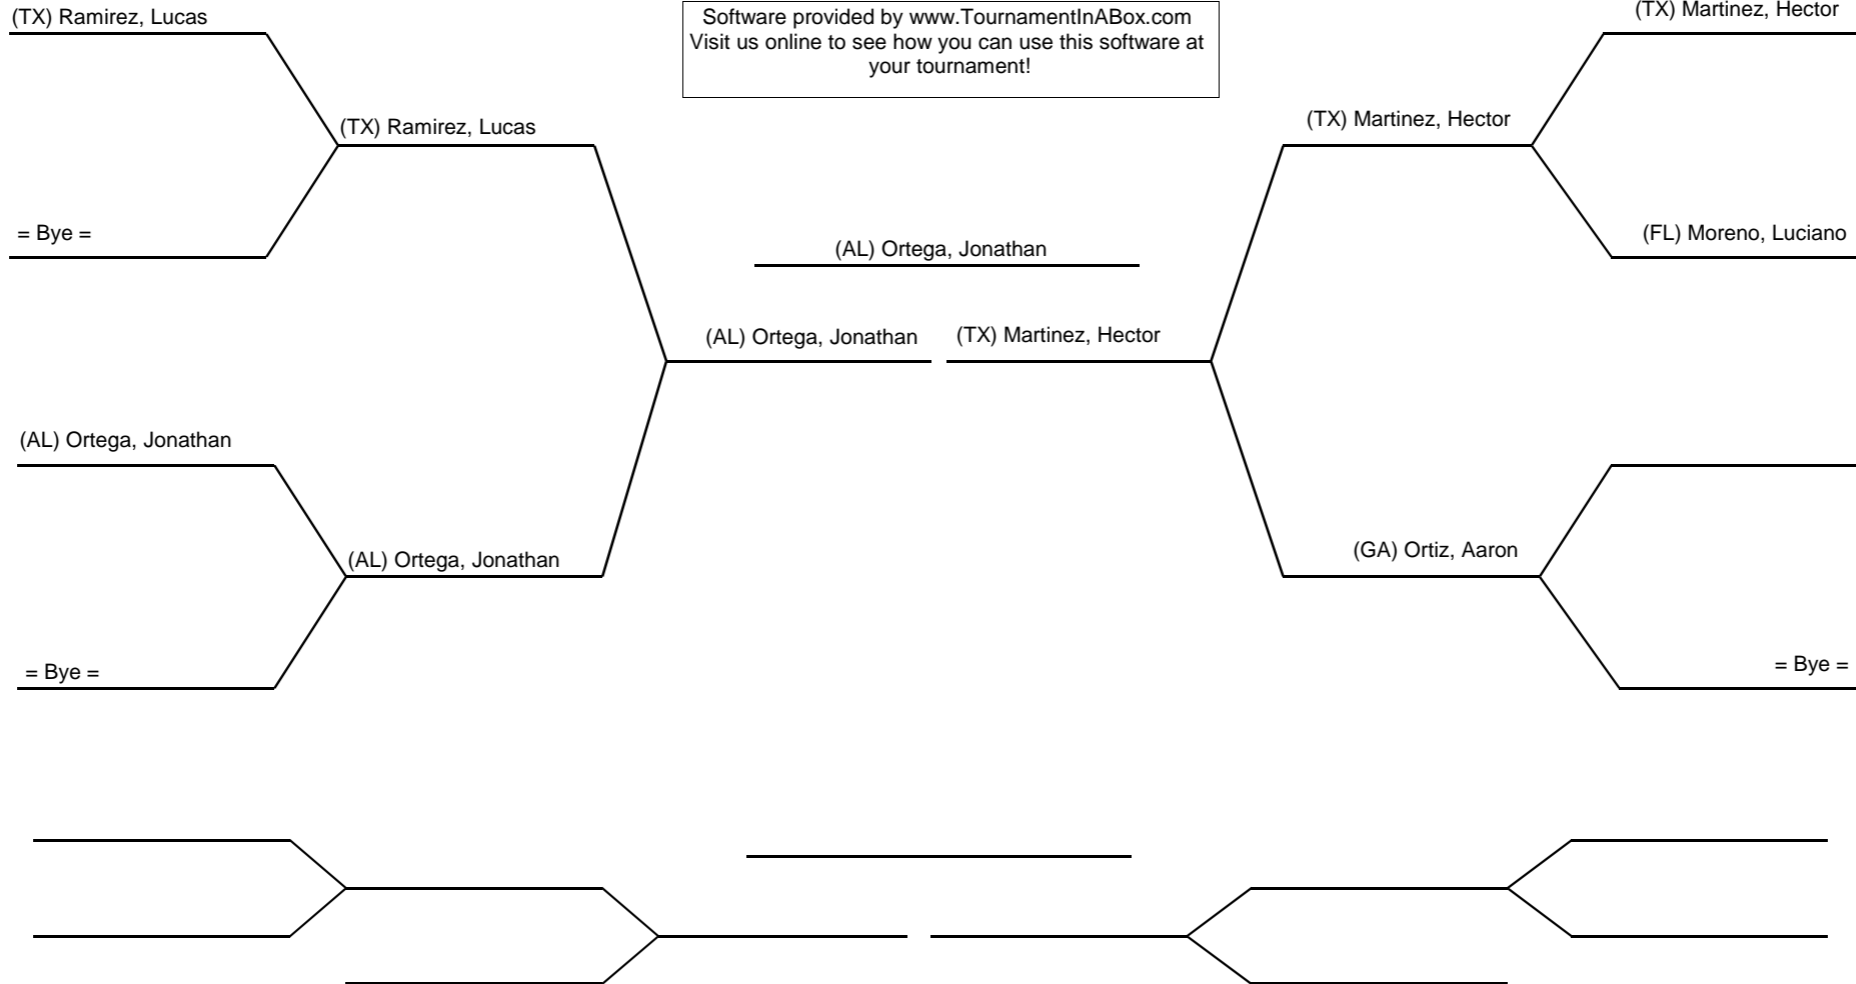 (TX) Ramirez, Lucas
Software provided by www.TournamentInABox.com
Visit us online to see how you can use this software at
your tournament!
(TX) Martinez, Hector
(TX) Ramirez, Lucas
(TX) Martinez, Hector
= Bye =
(AL) Ortega, Jonathan
(FL) Moreno, Luciano
(AL) Ortega, Jonathan
(TX) Martinez, Hector
(AL) Ortega, Jonathan
(AL) Ortega, Jonathan
(GA) Ortiz, Aaron
= Bye =
= Bye =